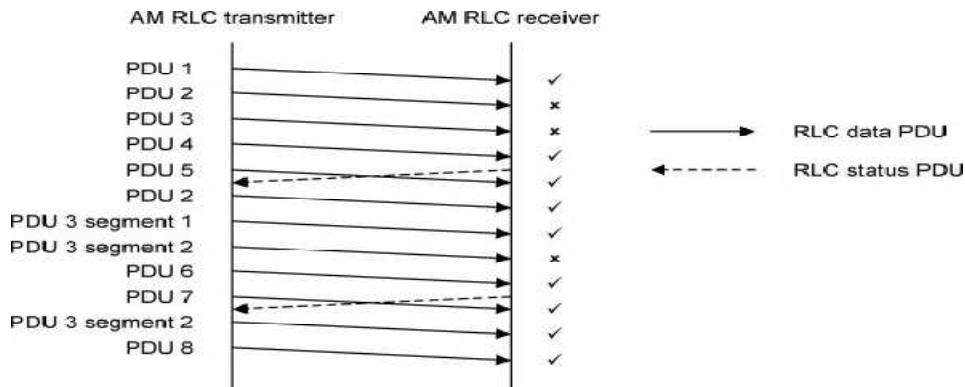 AM RLC transmitter AM RLC receiver
PDU 1
PDU 2
PDU 3
PDU 4
PDU 5
PDU 2
PDU 3 segment 1
PDU 3 segment 2
PDU 6
PDU 7
PDU 3 segment 2
PDU 8
RLC data PDU
RLC status PDU